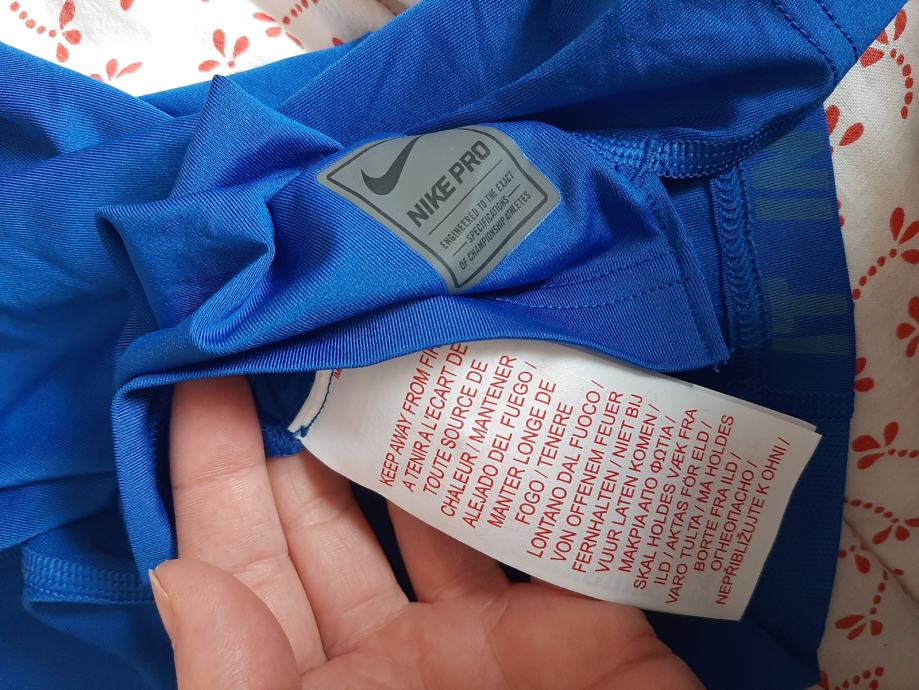 NIKE PRO
ENGINEERED TO THE EXACT
SPECIFICATIONS
OF CHAMPIONSHIP ATHLETES
KEEP AWAY FROM FI
A TENIR A L'ECART DE
TOUTE SOURCE DE
CHALEUR / MANTENER
ALEJADO DEL FUEGO /
MANTER LONGE DE
FOGO / TENERE
LONTANO DAL FUOCO /
VON OFFENEM FEUER
FERNHALTEN / NIET BIJ
VUUR LATEN KOMEN /
ΜΑΚΡΙΑΑΠΟ ΦΩΤΙΑ /
SKAL HOLDES VÆK FRA
ILD / AKTAS FÖR ELD /
VARO TULTA / MÅ HOLDES
BORTE FRA ILD /
ОГНЕОПАСНО /
NEPŘIBLIŽUJTE K OHNI /